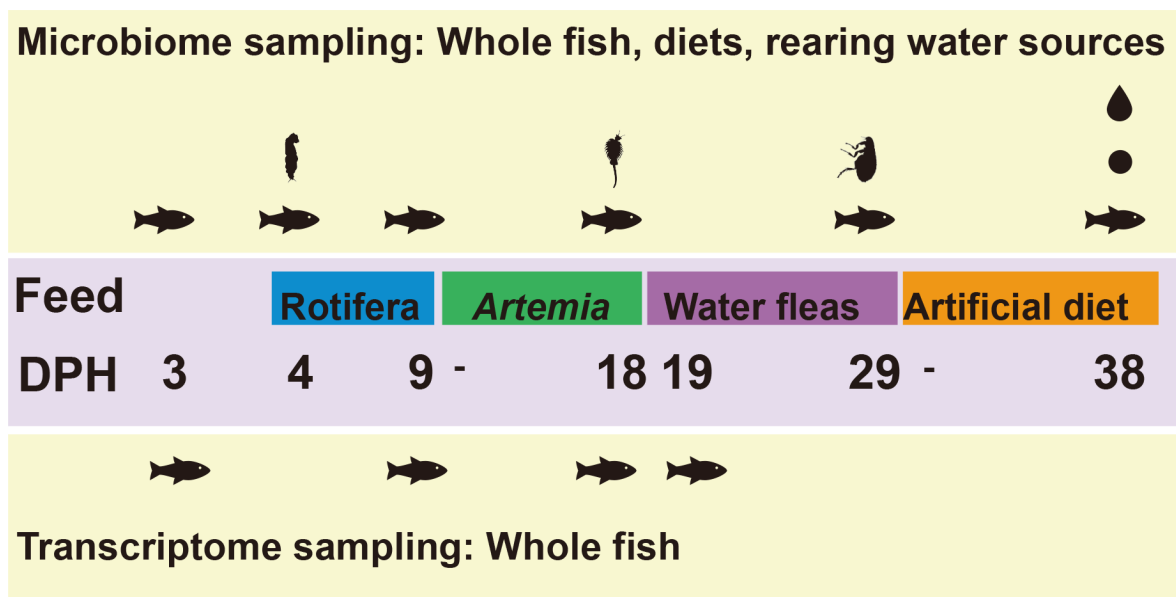 Microbiome sampling: Whole fish, diets, rearing water sources
Feed Rotifera Artemia Water fleas Artificial diet
DPH 3 4 9 - 18 19 29 - 38
Transcriptome sampling: Whole fish